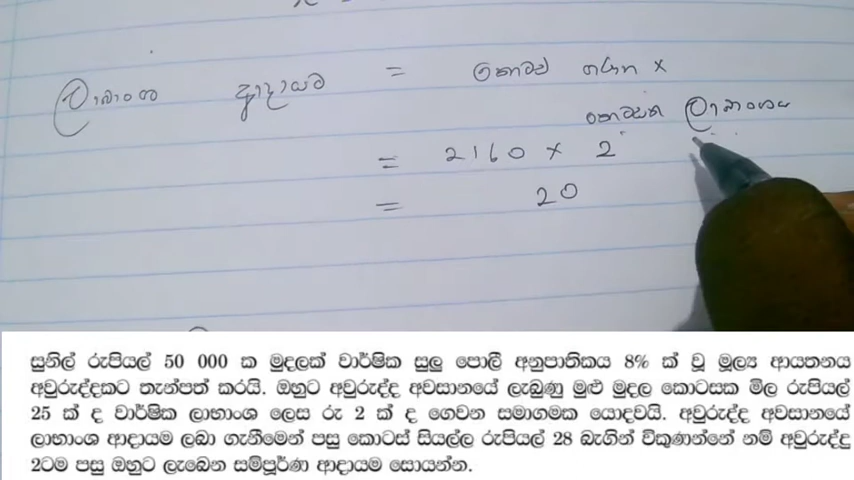 ලාබාංශ ආදායම = කොටස් ගණන ×
කොටසක ලාබාංශය
= 2160 × 2
= 20
සුනිල් රුපියල් 50 000 ක මුදලක් වාර්ෂික සුලු පොලී අනුපාතිකය 8% ක් වූ මූල්‍ය ආයතනය
අවුරුද්දකට තැන්පත් කරයි. ඔහුට අවුරුද්ද අවසානයේ ලැබුණු මුළු මුදල කොටසක මිල රුපියල්
25 ක් ද වාර්ෂික ලාභාංශ ලෙස රු 2 ක් ද ගෙවන සමාගමක යොදවයි. අවුරුද්ද අවසානයේ
ලාභාංශ ආදායම ලබා ගැනීමෙන් පසු කොටස් සියල්ල රුපියල් 28 බැගින් විකුණන්නේ නම් අවුරුද්දු
2ටම පසු ඔහුට ලැබෙන සම්පූර්ණ ආදායම සොයන්න.